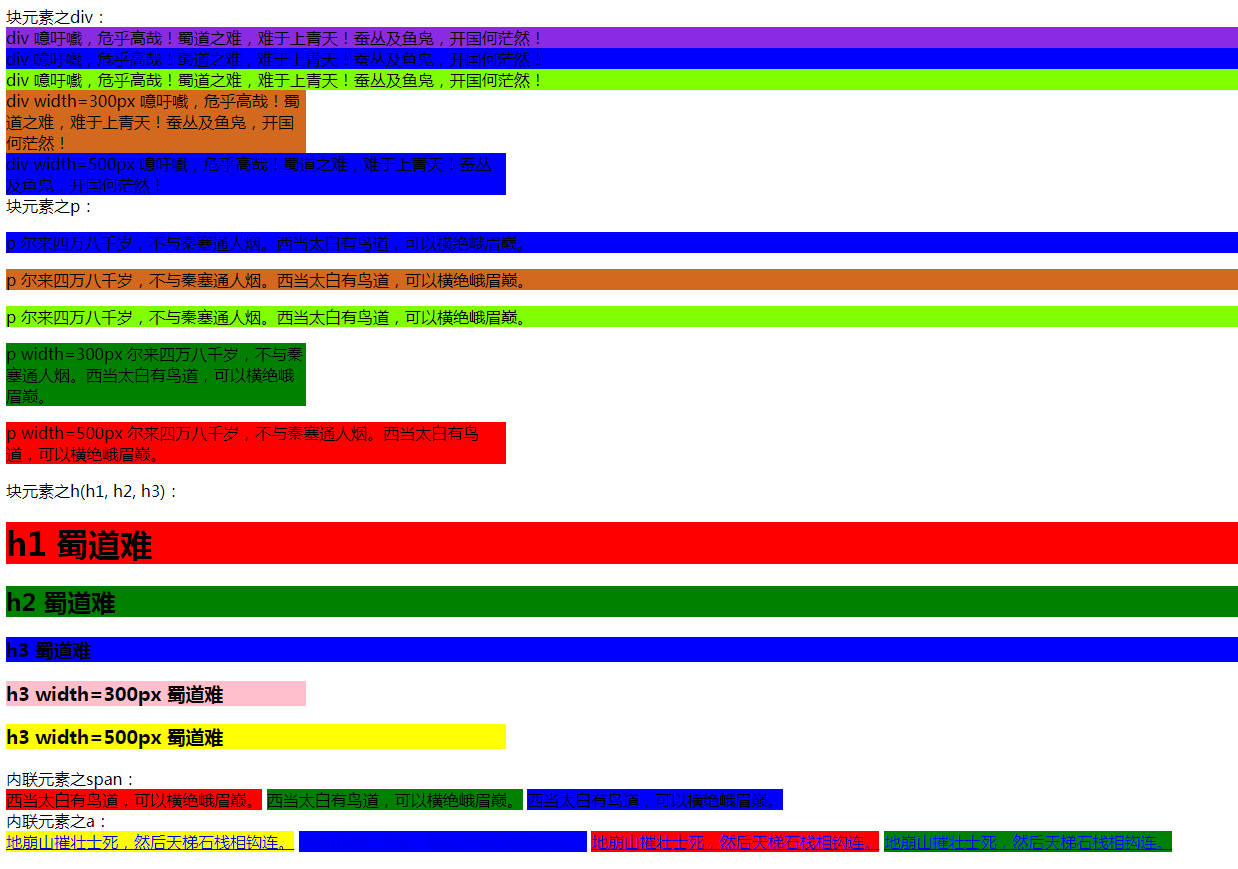 块元素之div：
div 噫吁嚱，危乎高哉！蜀道之难，难于上青天！蚕丛及鱼凫，开国何茫然！
div 噫吁嚱，危乎高哉！蜀道之难，难于上青天！蚕丛及鱼凫，开国何茫然！
div 噫吁嚱，危乎高哉！蜀道之难，难于上青天！蚕丛及鱼凫，开国何茫然！
div width=300px 噫吁嚱，危乎高哉！蜀
道之难，难于上青天！蚕丛及鱼凫，开国
何茫然！
div width=500px 噫吁嚱，危乎高哉！蜀道之难，难于上青天！蚕丛
及鱼凫，开国何茫然！
块元素之p：
p 尔来四万八千岁，不与秦塞通人烟。西当太白有鸟道，可以横绝峨眉巅。
p 尔来四万八千岁，不与秦塞通人烟。西当太白有鸟道，可以横绝峨眉巅。
p 尔来四万八千岁，不与秦塞通人烟。西当太白有鸟道，可以横绝峨眉巅。
p width=300px 尔来四万八千岁，不与秦
塞通人烟。西当太白有鸟道，可以横绝峨
眉巅。
p width=500px 尔来四万八千岁，不与秦塞通人烟。西当太白有鸟
道，可以横绝峨眉巅。
块元素之h(h1, h2, h3)：
h1 蜀道难
h2 蜀道难
h3 蜀道难
h3 width=300px 蜀道难
h3 width=500px 蜀道难
内联元素之span：
西当太白有鸟道，可以横绝峨眉巅。 西当太白有鸟道，可以横绝峨眉巅。 西当太白有鸟道，可以横绝峨眉巅。
内联元素之a：
地崩山摧壮士死，然后天梯石栈相钩连。 地崩山摧壮士死，然后天梯石栈相钩连。 地崩山摧壮士死，然后天梯石栈相钩连。